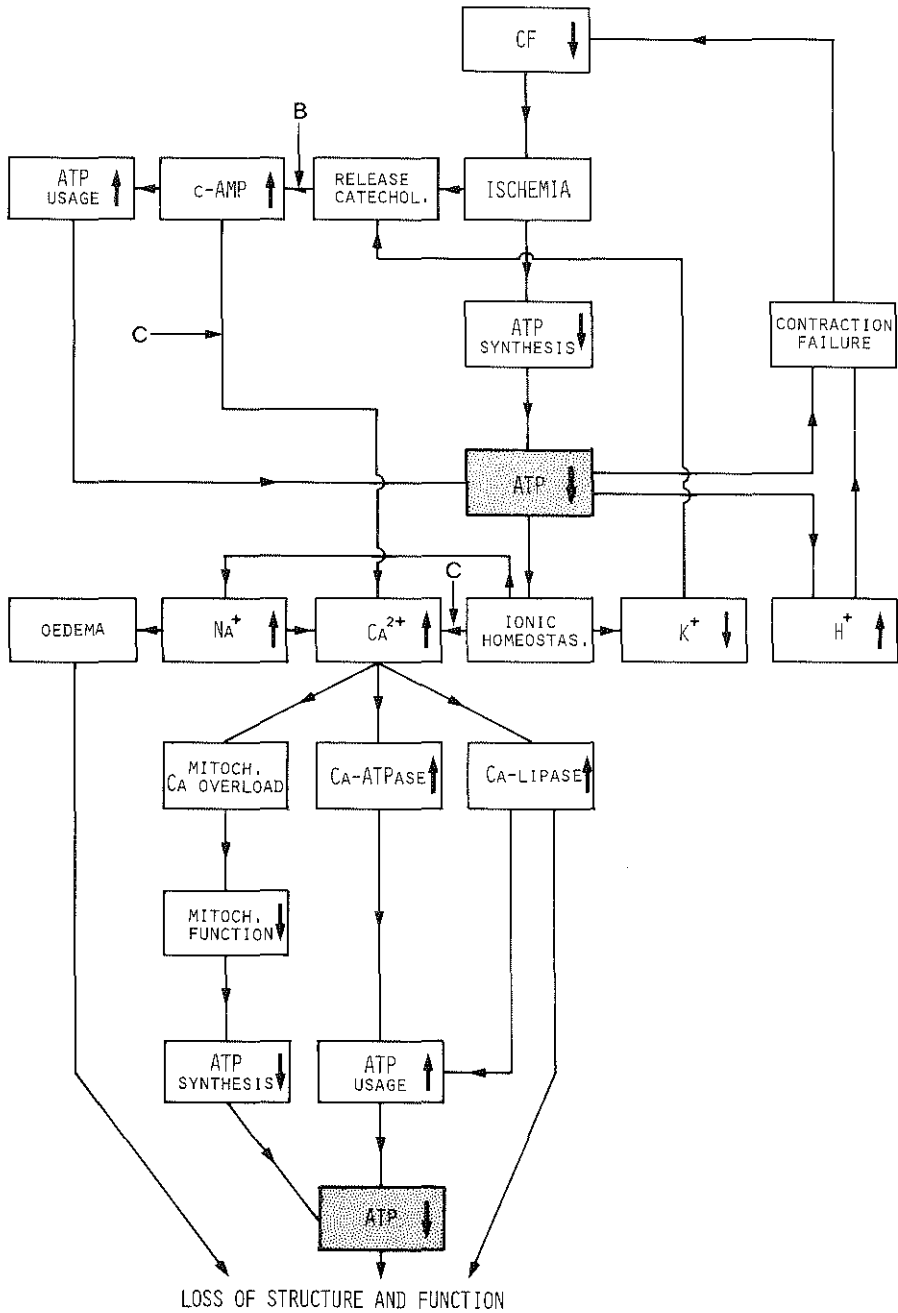 CF
B
ATP
USAGE
c-AMP
RELEASE
CATECHOL.
ISCHEMIA
C
ATP
SYNTHESIS
CONTRACTION
FAILURE
ATP
C
OEDEMA
Na+
Ca2+
IONIC
HOMEOSTAS.
K+
H+
MITOCH.
Ca OVERLOAD
Ca-ATPase
Ca-LIPASE
MITOCH.
FUNCTION
ATP
SYNTHESIS
ATP
USAGE
ATP
LOSS OF STRUCTURE AND FUNCTION